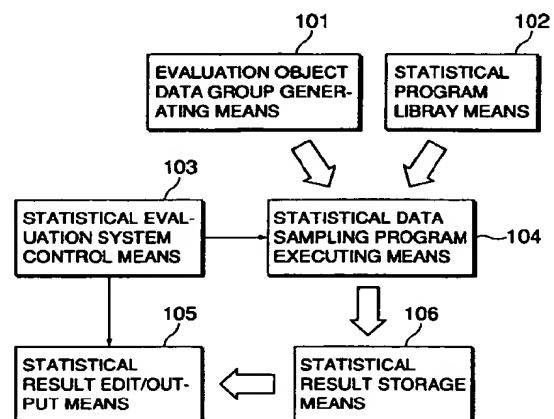 101
102
EVALUATION OBJECT
DATA GROUP GENER-
ATING MEANS
STATISTICAL
PROGRAM
LIBRAY MEANS
103
STATISTICAL EVAL-
UATION SYSTEM
CONTROL MEANS
STATISTICAL DATA
SAMPLING PROGRAM
EXECUTING MEANS
104
105
106
STATISTICAL
RESULT EDIT/OUT-
PUT MEANS
STATISTICAL
RESULT STORAGE
MEANS